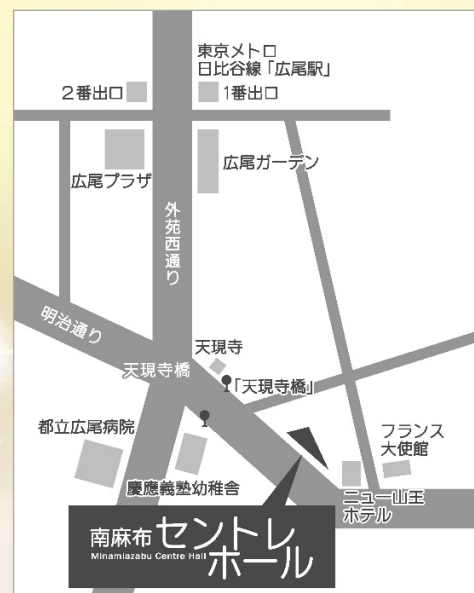 東京メトロ
日比谷線「広尾駅」
2番出口
1番出口
広尾プラザ
広尾ガーデン
外苑西通り
明治通り
天現寺橋
天現寺
「天現寺橋」
都立広尾病院
慶應義塾幼稚舎
フランス
大使館
ニュー山王
ホテル
南麻布セントレ
Minamiazabu Centre Hall
ホール